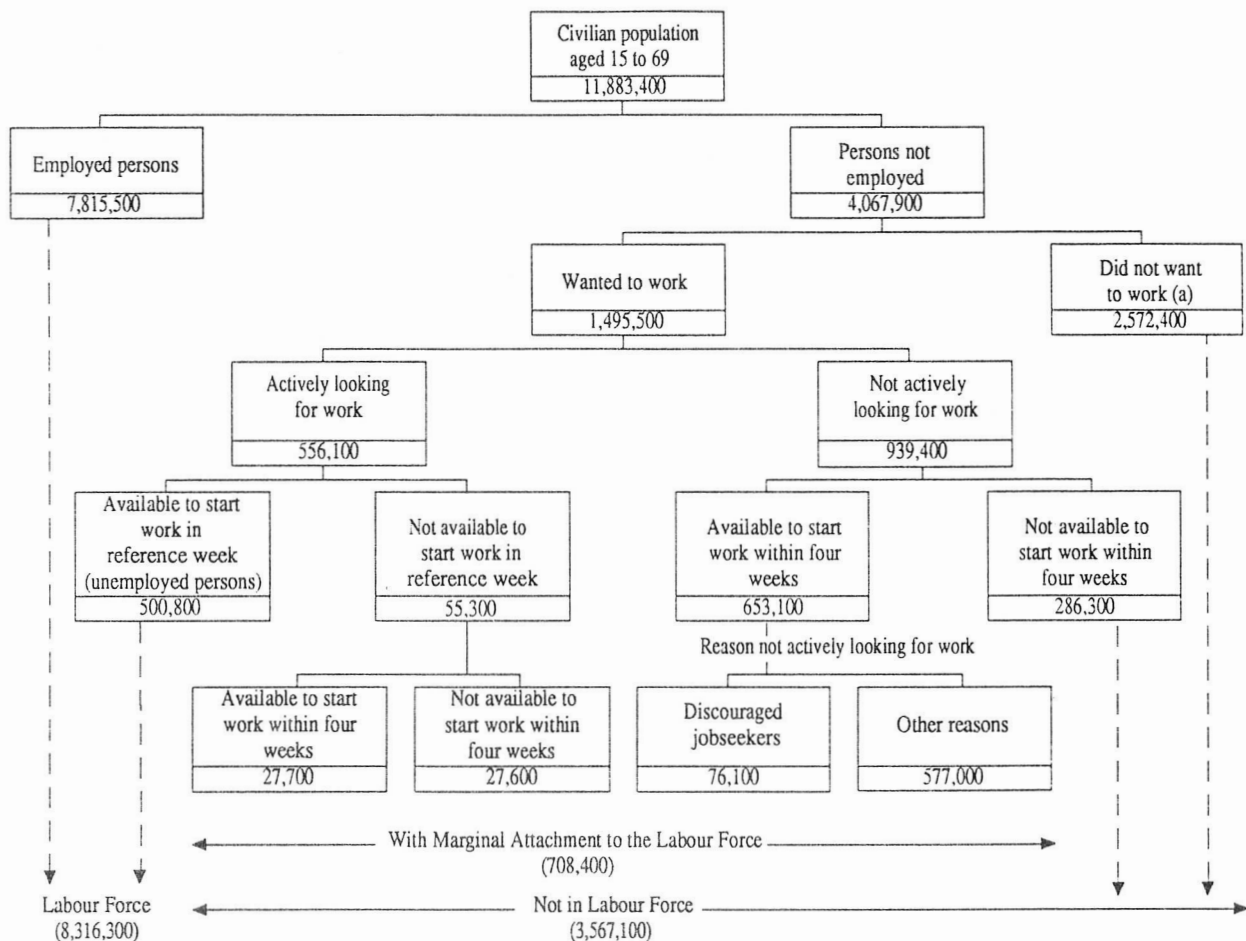 Civilian population
aged 15 to 69
11,883,400
Employed persons
7,815,500
Persons not
employed
4,067,900
Wanted to work
1,495,500
Did not want
to work (a)
2,572,400
Actively looking
for work
556,100
Not actively
looking for work
939,400
Available to start
work in
reference week
(unemployed persons)
500,800
Not available to
start work in
reference week
55,300
Available to start
work within four
weeks
653,100
Not available to
start work within
four weeks
286,300
Reason not actively looking for work
Available to start
work within four
weeks
27,700
Not available to
start work within
four weeks
27,600
Discouraged
jobseekers
76,100
Other reasons
577,000
With Marginal Attachment to the Labour Force
(708,400)
Labour Force
(8,316,300)
Not in Labour Force
(3,567,100)